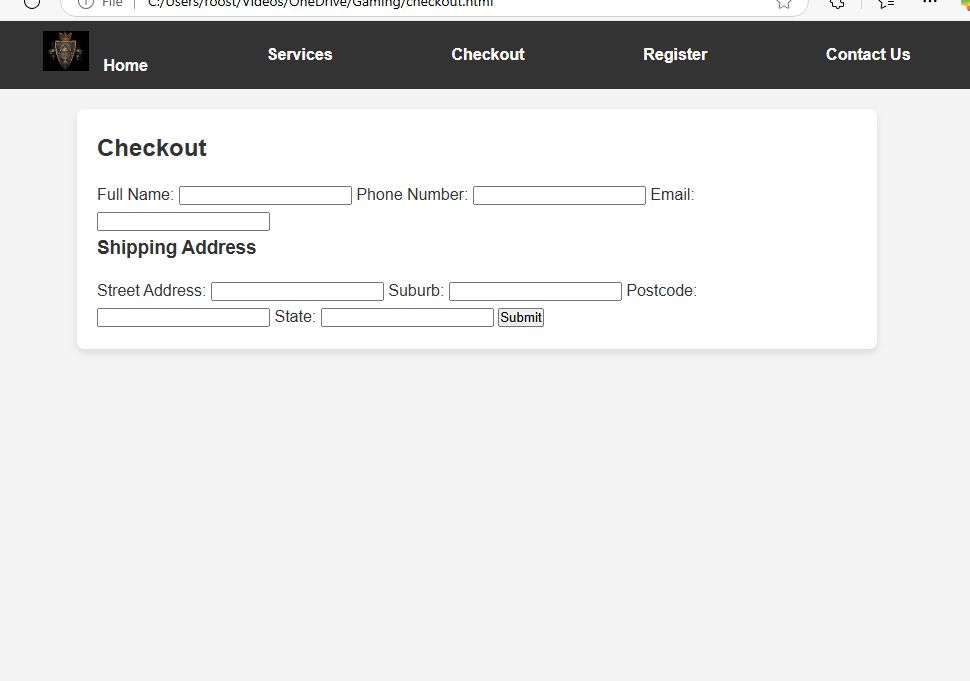 File C:/Users/roost/Videos/OneDrive/Gaming/checkout.html
Home Services Checkout Register Contact Us
Checkout
Full Name: Phone Number: Email:
Shipping Address
Street Address: Suburb: Postcode:
State: Submit